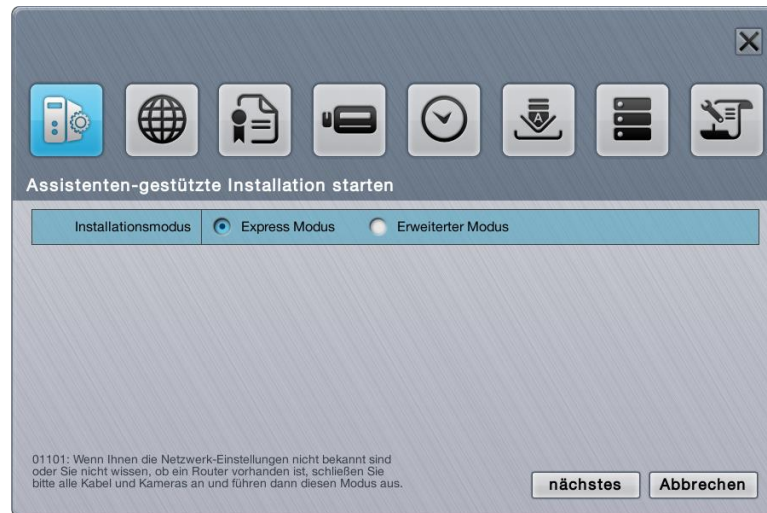 Assistenten-gestützte Installation starten
Installationsmodus Express Modus Erweiterter Modus
01101: Wenn Ihnen die Netzwerk-Einstellungen nicht bekannt sind
oder Sie nicht wissen, ob ein Router vorhanden ist, schließen Sie
bitte alle Kabel und Kameras an und führen dann diesen Modus aus.
nächstes Abbrechen